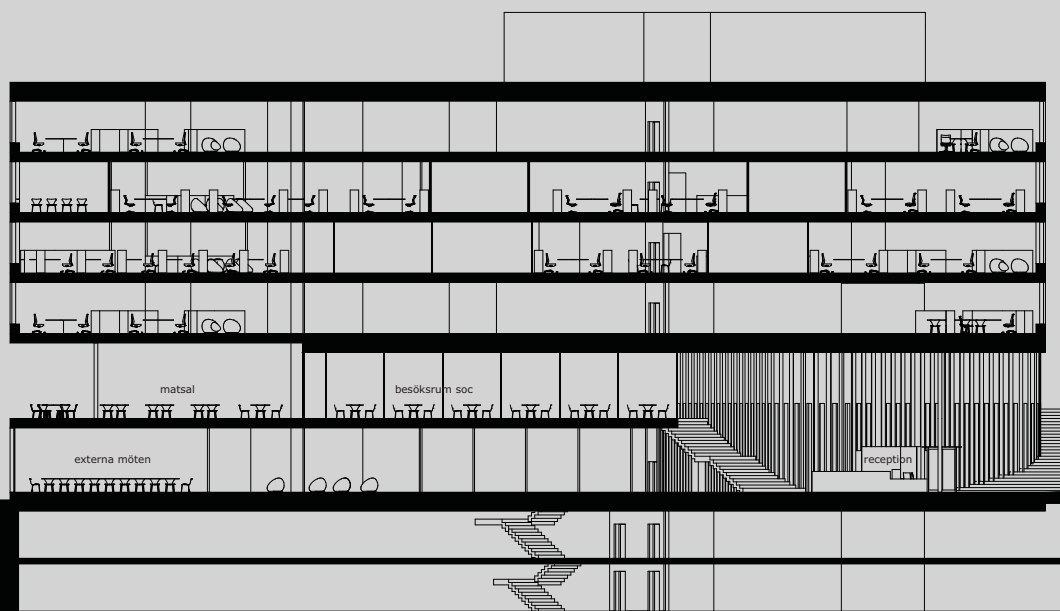 matsal
besöksrum soc
externa möten
reception